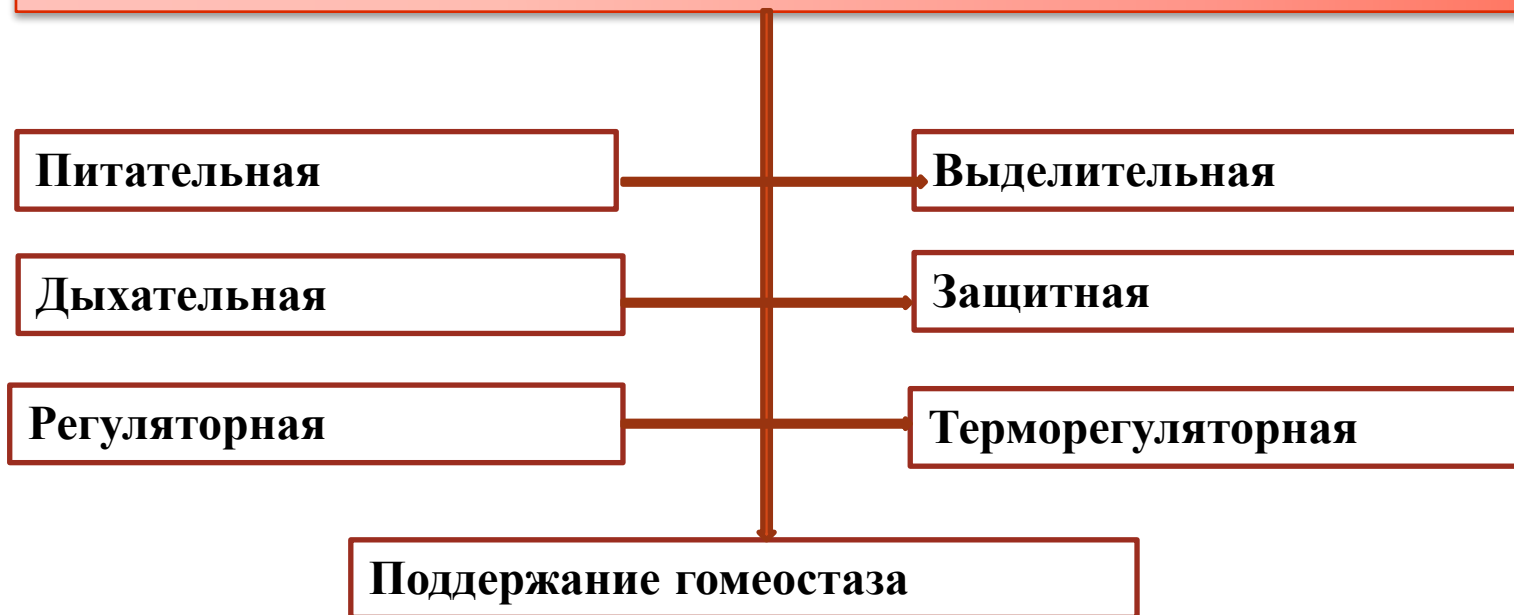 Питательная
Выделительная
Дыхательная
Защитная
Регуляторная
Терморегуляторная
Поддержание гомеостаза